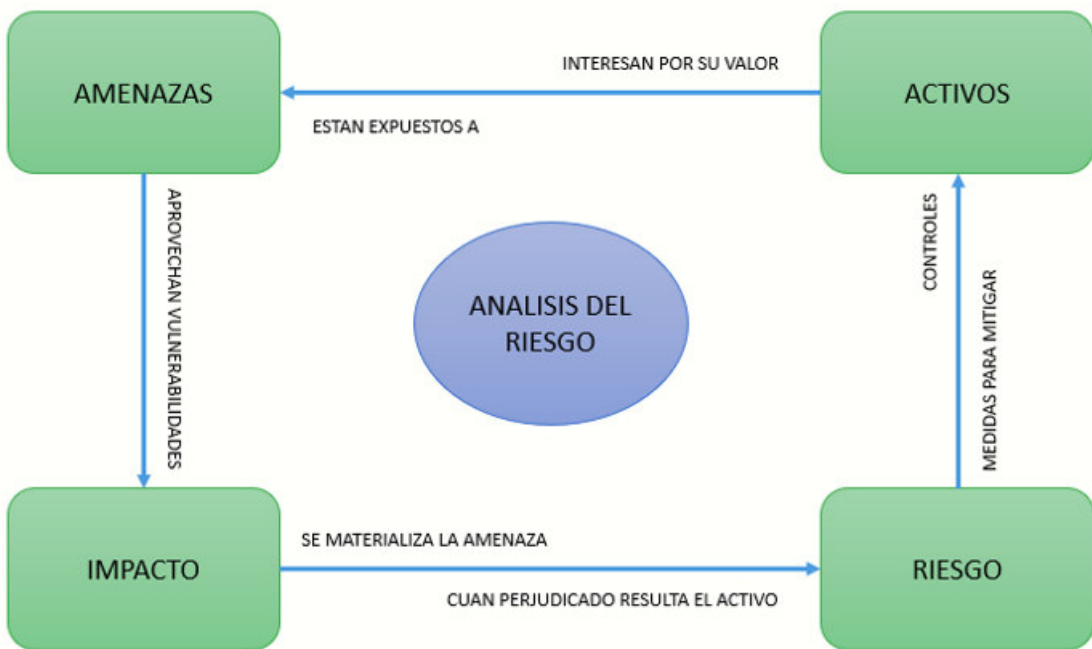 INTERESAN POR SU VALOR
AMENAZAS
ACTIVOS
ESTAN EXPUESTOS A
APROVECHAN VULNERABILIDADES
CONTROLES
MEDIDAS PARA MITIGAR
ANALISIS DEL
RIESGO
SE MATERIALIZA LA AMENAZA
IMPACTO
RIESGO
CUAN PERJUDICADO RESULTA EL ACTIVO